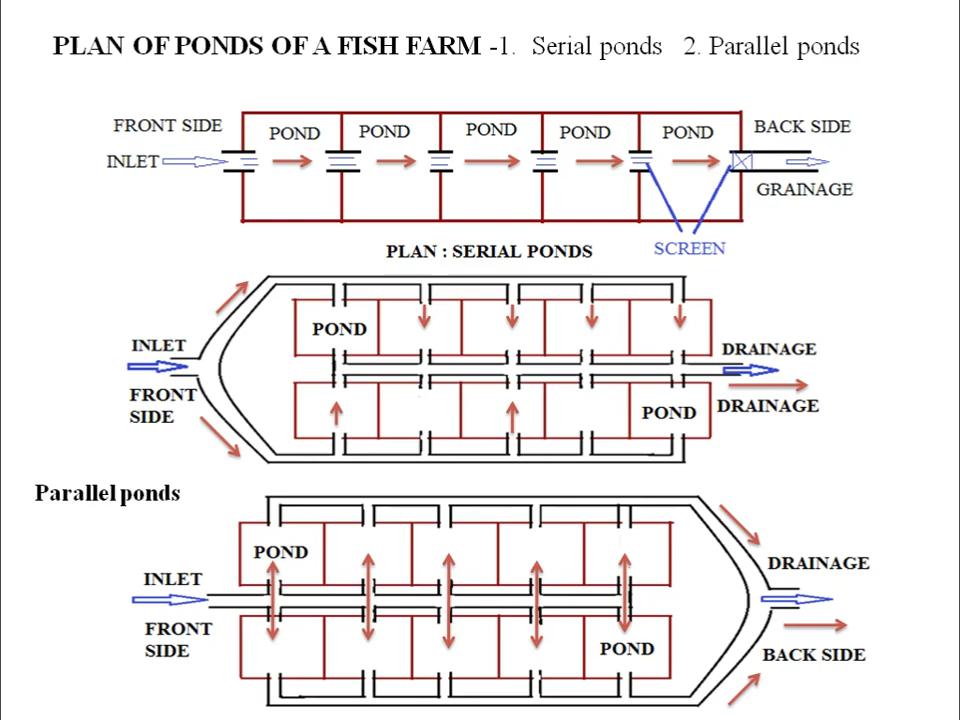 PLAN OF PONDS OF A FISH FARM -1. Serial ponds 2. Parallel ponds
FRONT SIDE
POND
POND
POND
POND
POND
BACK SIDE
INLET
GRAINAGE
PLAN : SERIAL PONDS
SCREEN
POND
INLET
DRAINAGE
FRONT
SIDE
POND
DRAINAGE
Parallel ponds
POND
DRAINAGE
INLET
FRONT
SIDE
POND
BACK SIDE